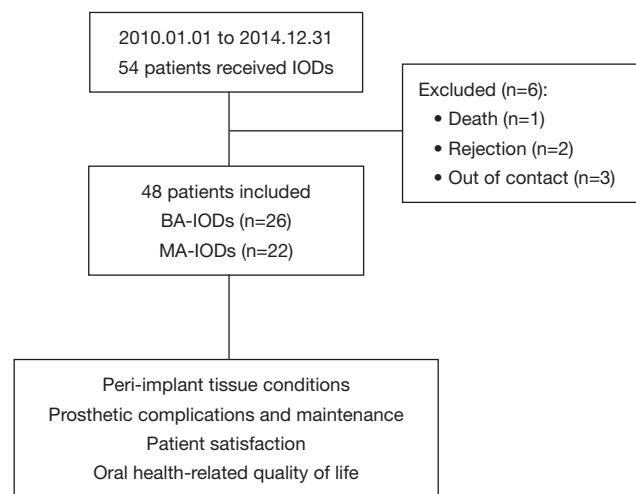 2010.01.01 to 2014.12.31
54 patients received IODs
Excluded (n=6):
• Death (n=1)
• Rejection (n=2)
• Out of contact (n=3)
48 patients included
BA-IODs (n=26)
MA-IODs (n=22)
Peri-implant tissue conditions
Prosthetic complications and maintenance
Patient satisfaction
Oral health-related quality of life